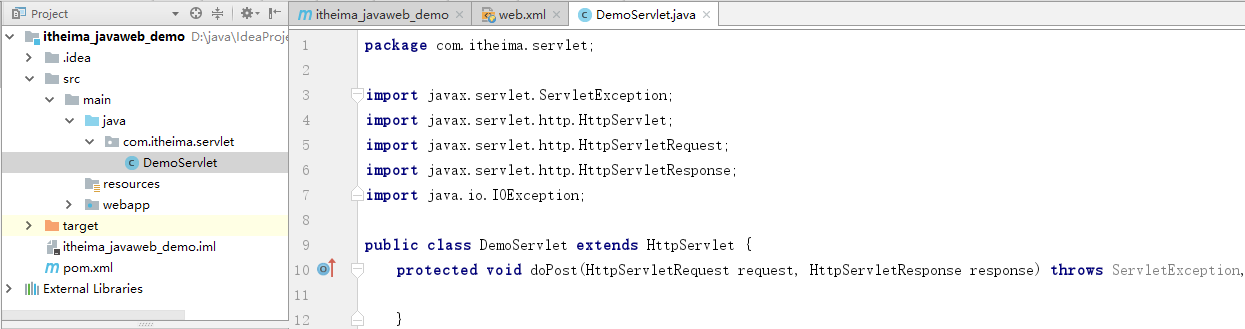 Project
itheima_javaweb_demo D:\java\IdeaProje
.idea
src
main
java
com.itheima.servlet
DemoServlet
resources
webapp
target
itheima_javaweb_demo.iml
pom.xml
External Libraries
itheima_javaweb_demo web.xml DemoServlet.java
1 package com.itheima.servlet;
2
3 import javax.servlet.ServletException;
4 import javax.servlet.http.HttpServlet;
5 import javax.servlet.http.HttpServletRequest;
6 import javax.servlet.http.HttpServletResponse;
7 import java.io.IOException;
8
9 public class DemoServlet extends HttpServlet {
10 protected void doPost(HttpServletRequest request, HttpServletResponse response) throws ServletException,
11
12 }